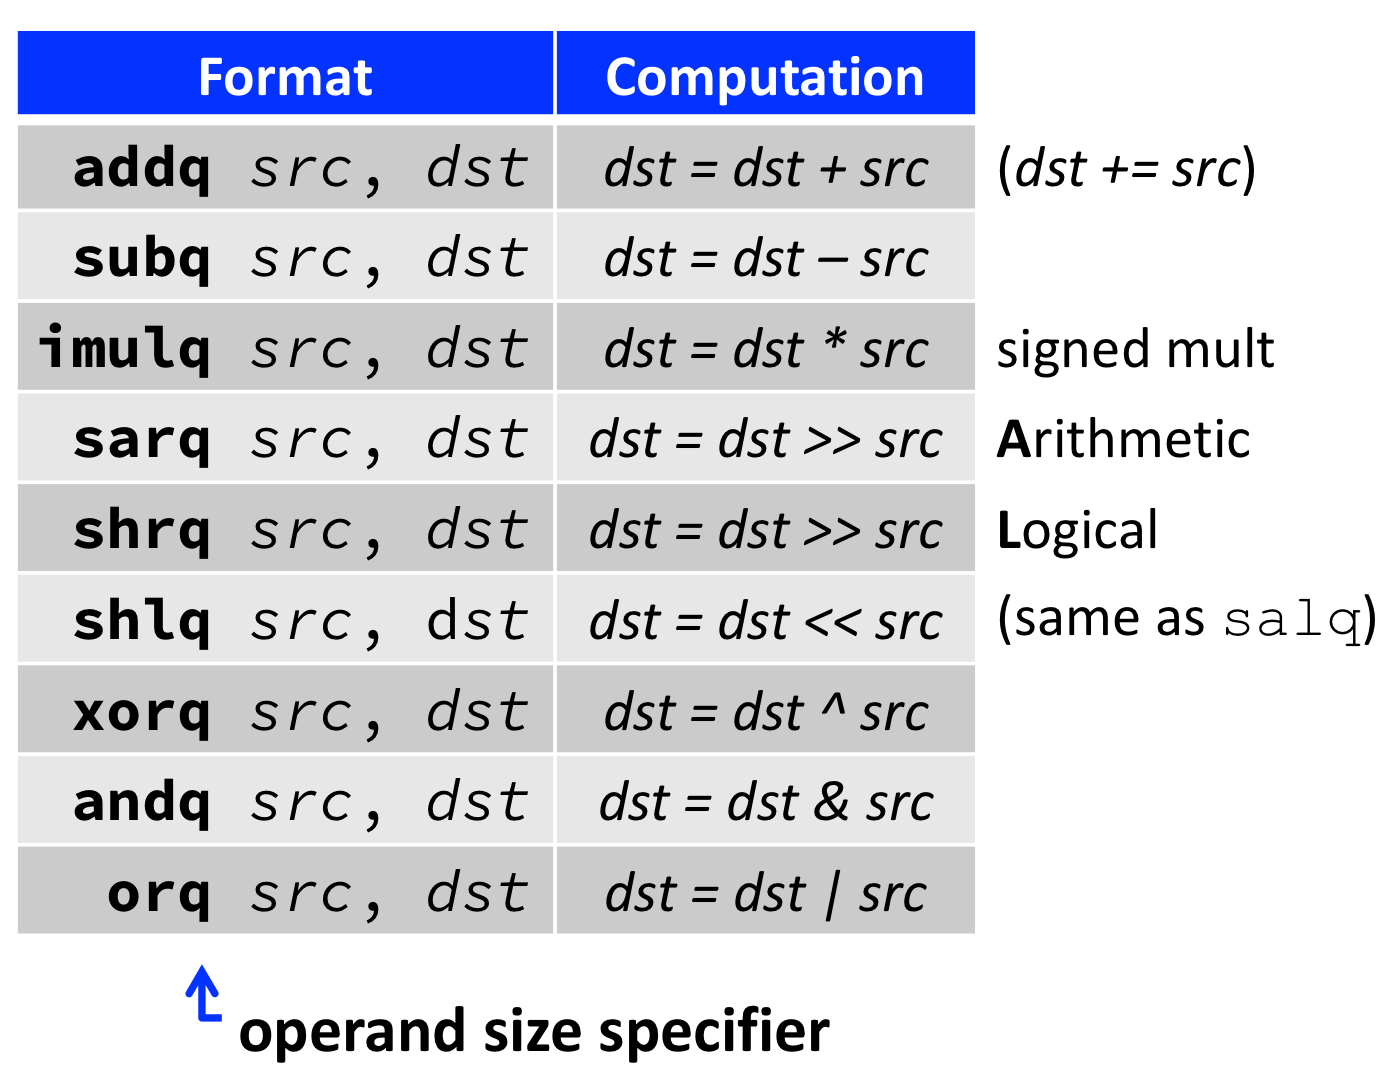 Format Computation
addq src, dst dst = dst + src (dst += src)
subq src, dst dst = dst – src
imulq src, dst dst = dst * src signed mult
sarq src, dst dst = dst >> src Arithmetic
shrq src, dst dst = dst >> src Logical
shlq src, dst dst = dst << src (same as salq)
xorq src, dst dst = dst ^ src
andq src, dst dst = dst & src
orq src, dst dst = dst | src
operand size specifier